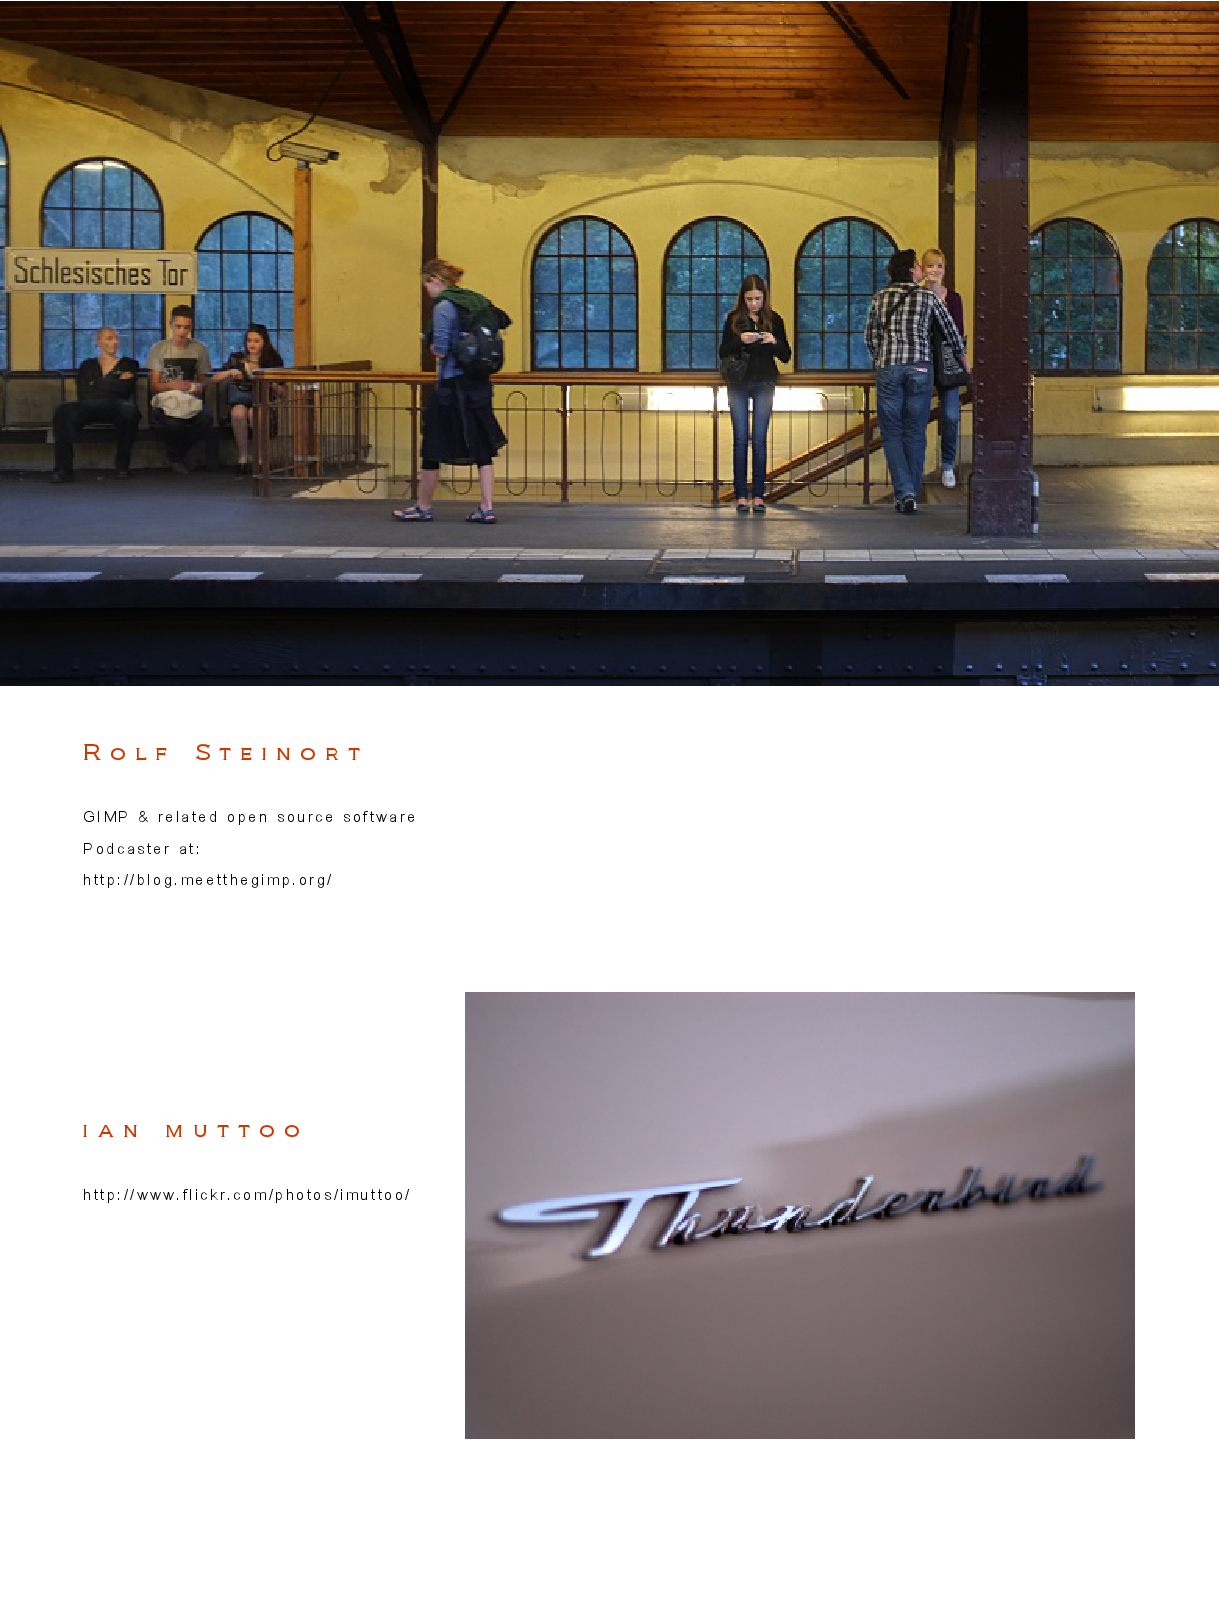 Schlesisches Tor
Rolf Steinort
GIMP & related open source software
Podcaster at:
http://blog.meetthegimp.org/
IAN MUTTOO
http://www.flickr.com/photos/imuttoo/
Thunderbird